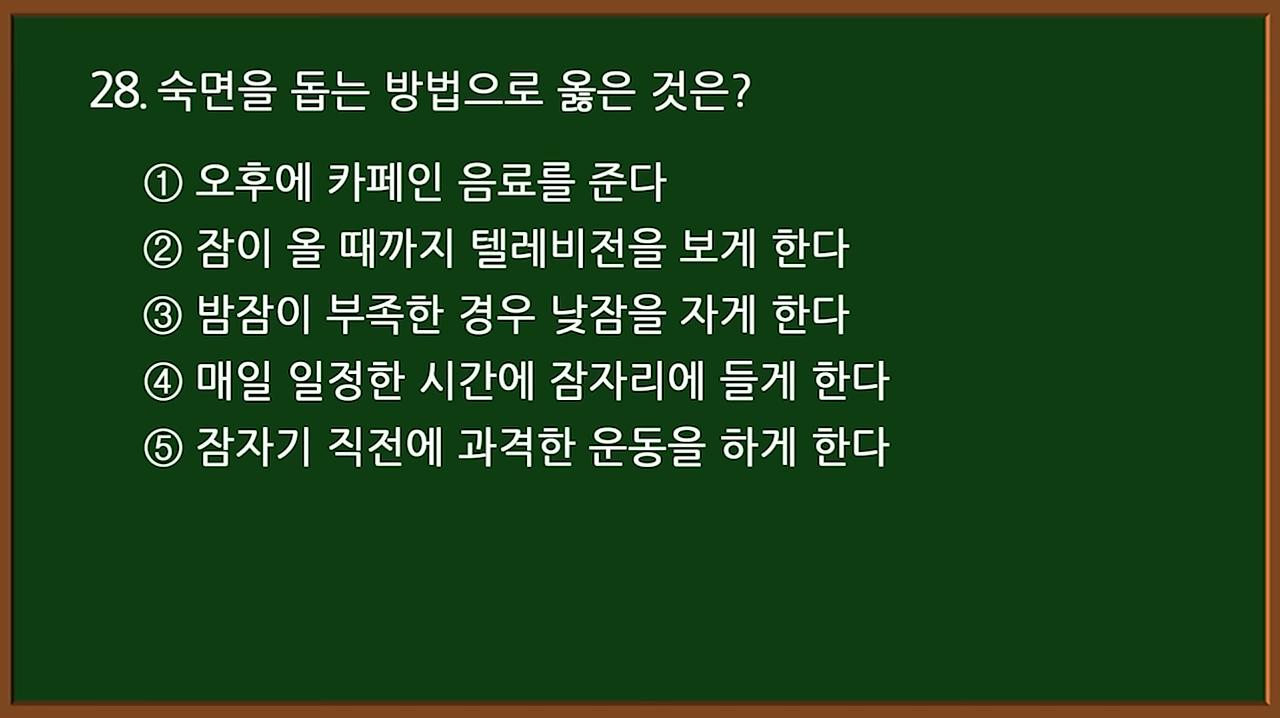 28. 숙면을 돕는 방법으로 옳은 것은?
① 오후에 카페인 음료를 준다
② 잠이 올 때까지 텔레비전을 보게 한다
③ 밤잠이 부족한 경우 낮잠을 자게 한다
④ 매일 일정한 시간에 잠자리에 들게 한다
⑤ 잠자기 직전에 과격한 운동을 하게 한다